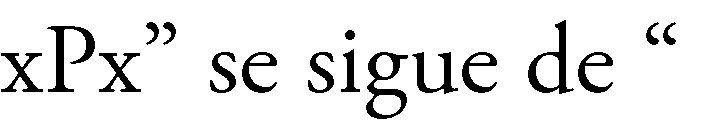 xPx” se sigue de “